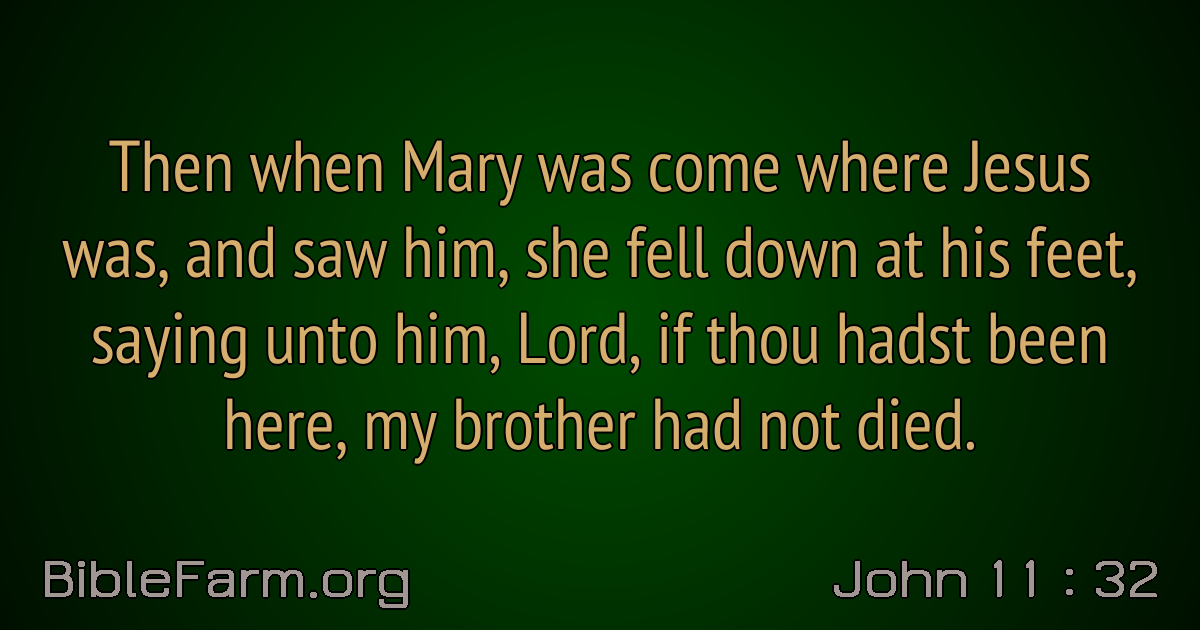 Then when Mary was come where Jesus
was, and saw him, she fell down at his feet,
saying unto him, Lord, if thou hadst been
here, my brother had not died.
BibleFarm.org
John 11 : 32